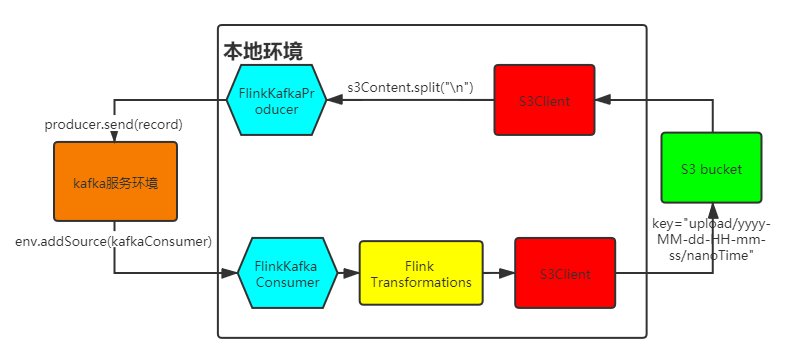 本地环境
FlinkKafkaPr
oducer
s3Content.split("\n")
S3Client
producer.send(record)
kafka服务环境
S3 bucket
env.addSource(kafkaConsumer)
key="upload/yyyy-
MM-dd-HH-mm-
ss/nanoTime"
FlinkKafka
Consumer
Flink
Transformations
S3Client